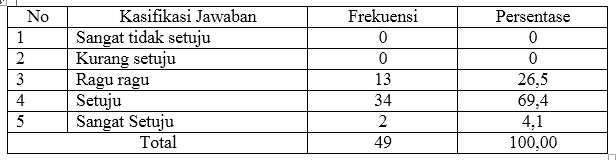 No Kasifikasi Jawaban Frekuensi Persentase
1 Sangat tidak setuju 0 0
2 Kurang setuju 0 0
3 Ragu ragu 13 26,5
4 Setuju 34 69,4
5 Sangat Setuju 2 4,1
Total 49 100,00